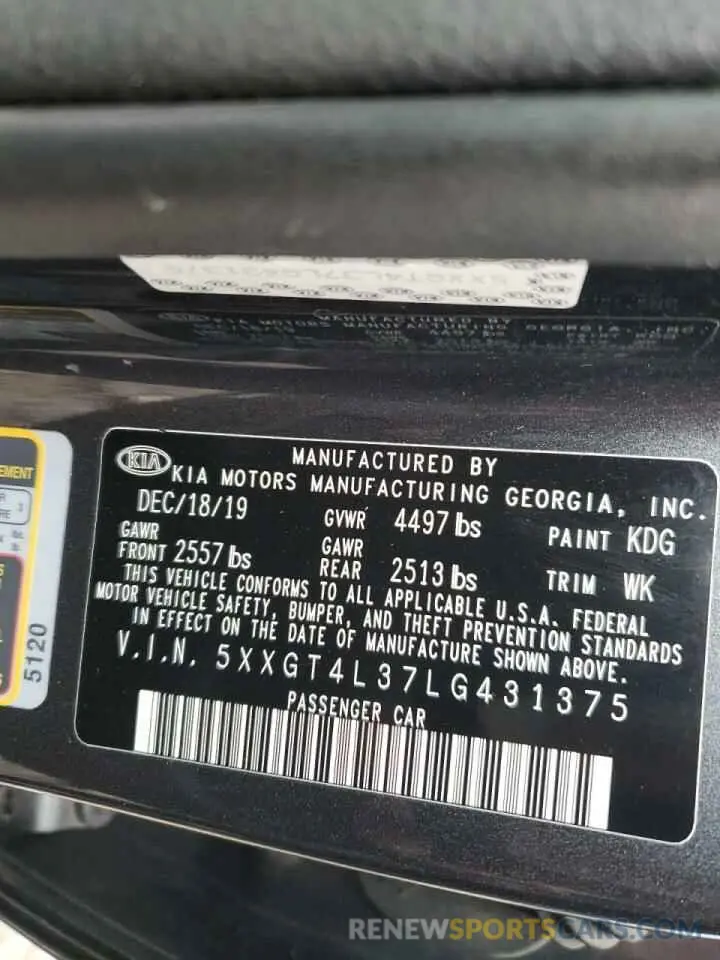 5XXGT4L37LG431375
KIA
MANUFACTURED BY
KIA MOTORS MANUFACTURING GEORGIA, INC.
DEC/18/19 GVWR 4497 lbs PAINT KDG
GAWR FRONT 2557 lbs GAWR REAR 2513 lbs TRIM WK
THIS VEHICLE CONFORMS TO ALL APPLICABLE U.S.A. FEDERAL
MOTOR VEHICLE SAFETY, BUMPER, AND THEFT PREVENTION STANDARDS
IN EFFECT ON THE DATE OF MANUFACTURE SHOWN ABOVE.
V.I.N. 5XXGT4L37LG431375
PASSENGER CAR
EMENT
5120
RENEWSPORTSCARS.COM